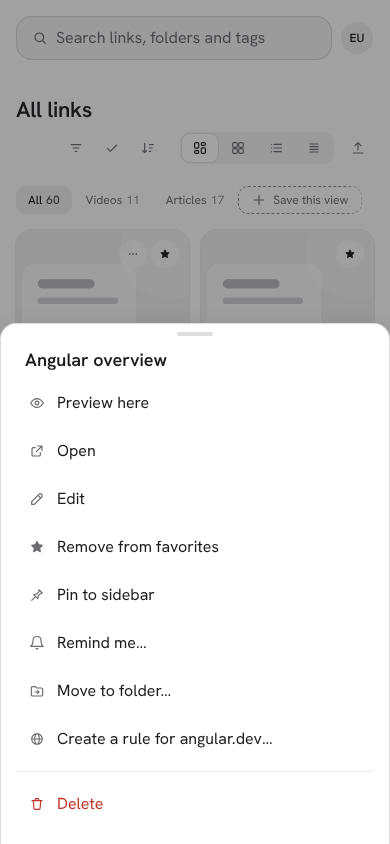 Search links, folders and tags
EU
All links
All 60
Videos 11
Articles 17
Save this view
Angular overview
Preview here
Open
Edit
Remove from favorites
Pin to sidebar
Remind me...
Move to folder...
Create a rule for angular.dev...
Delete